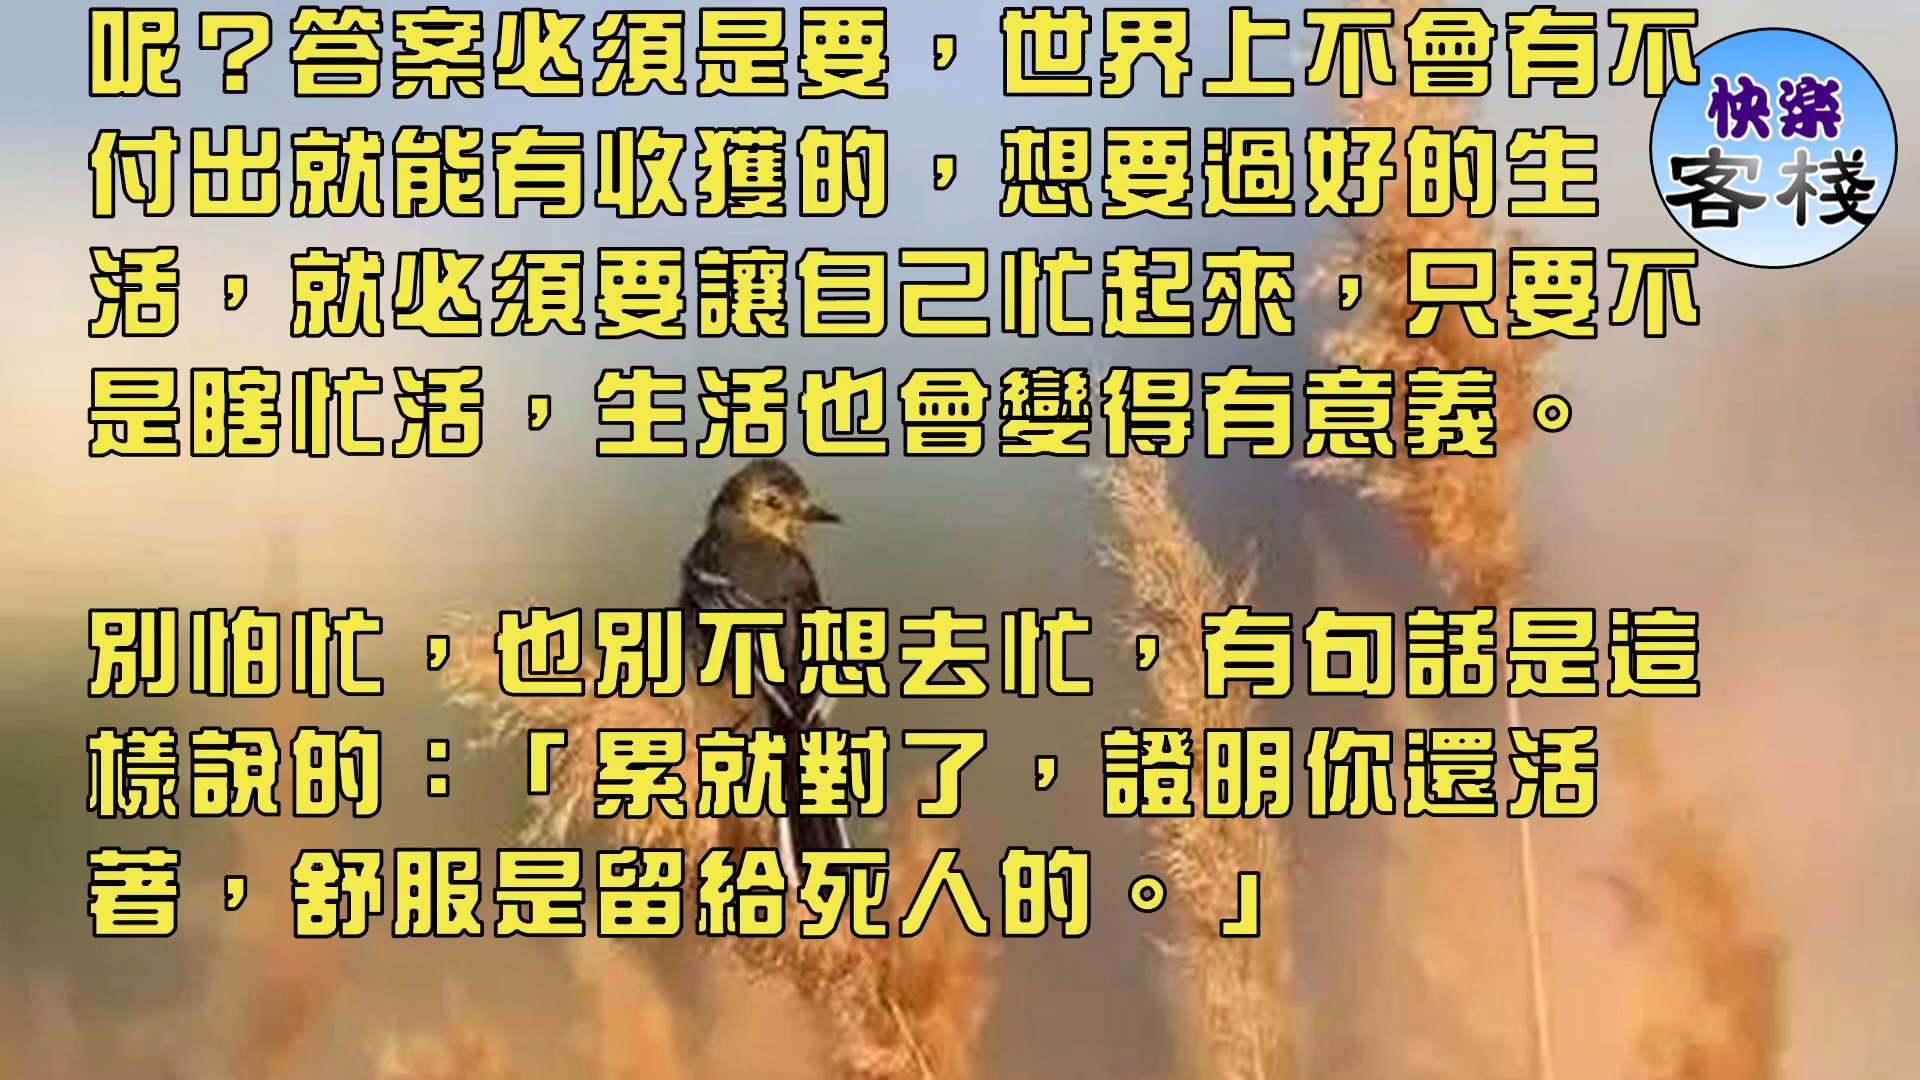 呢？答案必須是要，世界上不會有不
付出就能有收獲的，想要過好的生
活，就必須要讓自己忙起來，只要不
是瞎忙活，生活也會變得有意義。
別怕忙，也別不想去忙，有句話是這
樣說的：「累就對了，證明你還活
著，舒服是留給死人的。」
快樂
客棧